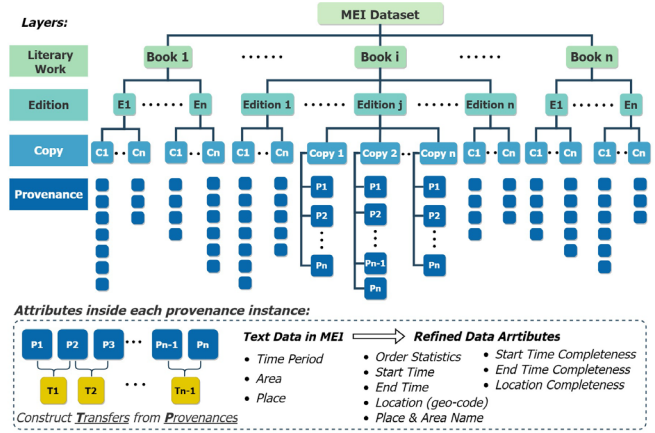 Layers:
MEI Dataset
Literary
Work
Book 1
Book i
Book n
Edition
E1
En
Edition 1
Edition j
Edition n
E1
En
Copy
C1
Cn
C1
Cn
C1
Cn
Copy 1
Copy 2
Copy n
C1
Cn
C1
Cn
C1
Cn
Provenance
P1
P2
Pn
P1
P2
Pn-1
Pn
P1
P2
Pn
Attributes inside each provenance instance:
P1
P2
P3
Pn-1
Pn
T1
T2
Tn-1
Construct Transfers from Provenances
Text Data in MEI
• Time Period
• Area
• Place
Refined Data Arrtibutes
• Order Statistics
• Start Time
• End Time
• Location (geo-code)
• Place & Area Name
• Start Time Completeness
• End Time Completeness
• Location Completeness